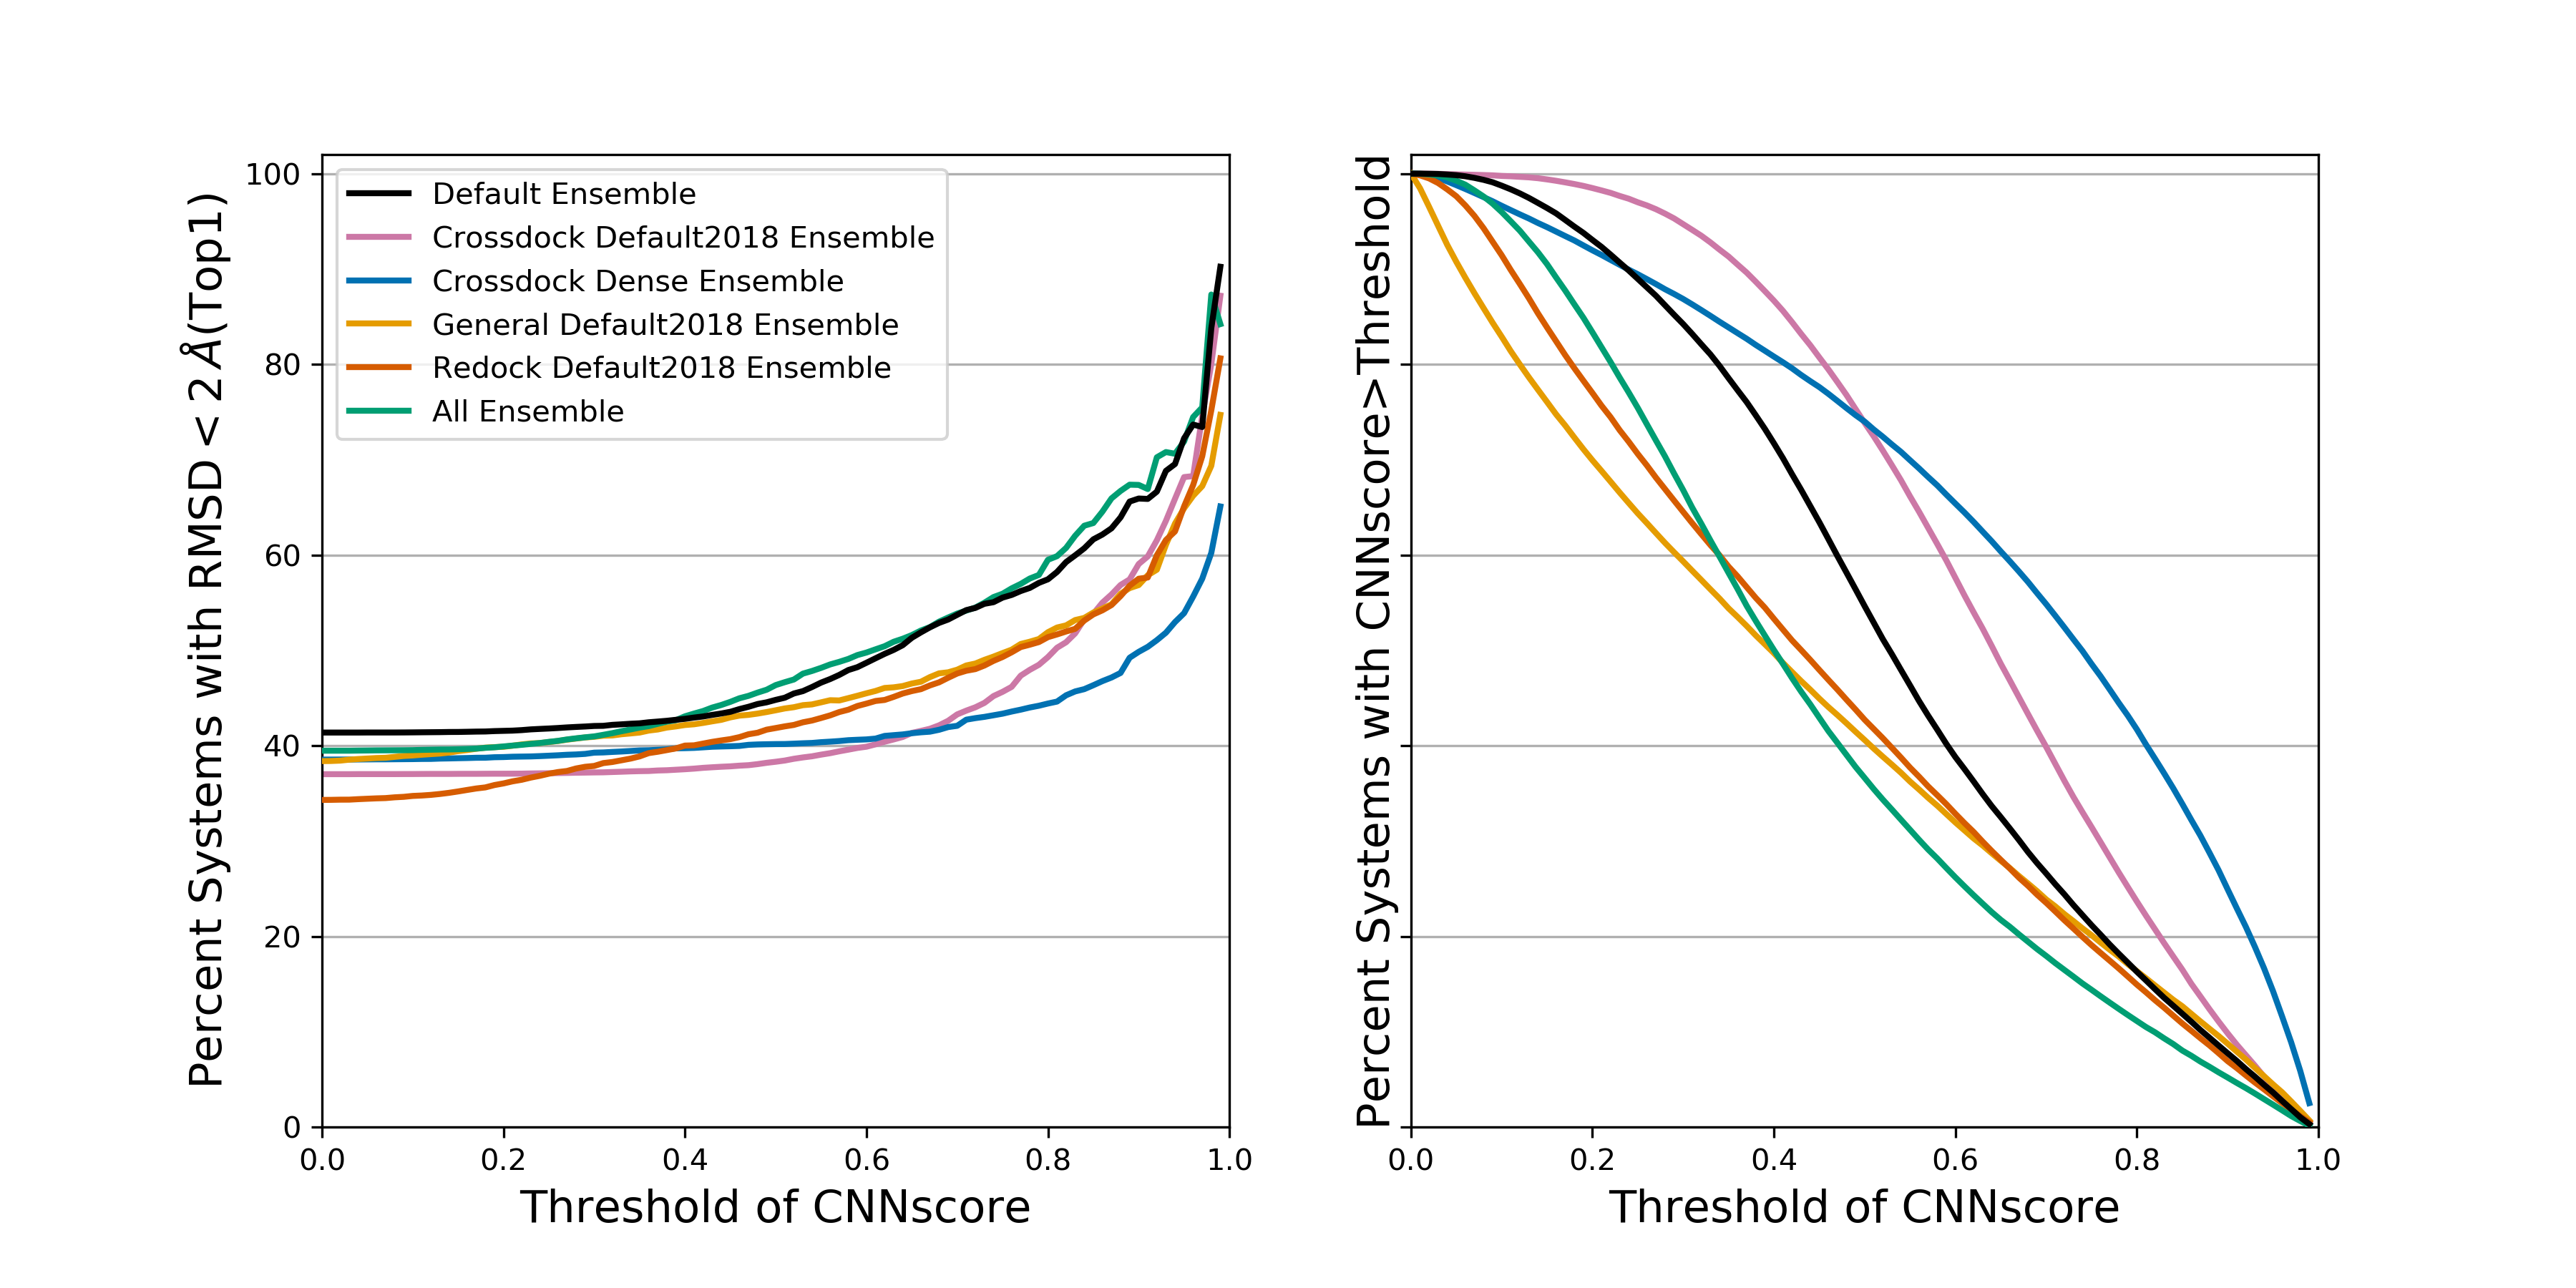 Percent Systems with RMSD < 2 Å(Top1)
100
80
60
40
20
0
Default Ensemble
Crossdock Default2018 Ensemble
Crossdock Dense Ensemble
General Default2018 Ensemble
Redock Default2018 Ensemble
All Ensemble
0.0 0.2 0.4 0.6 0.8 1.0
Threshold of CNNscore
Percent Systems with CNNscore>Threshold
0.0 0.2 0.4 0.6 0.8 1.0
Threshold of CNNscore